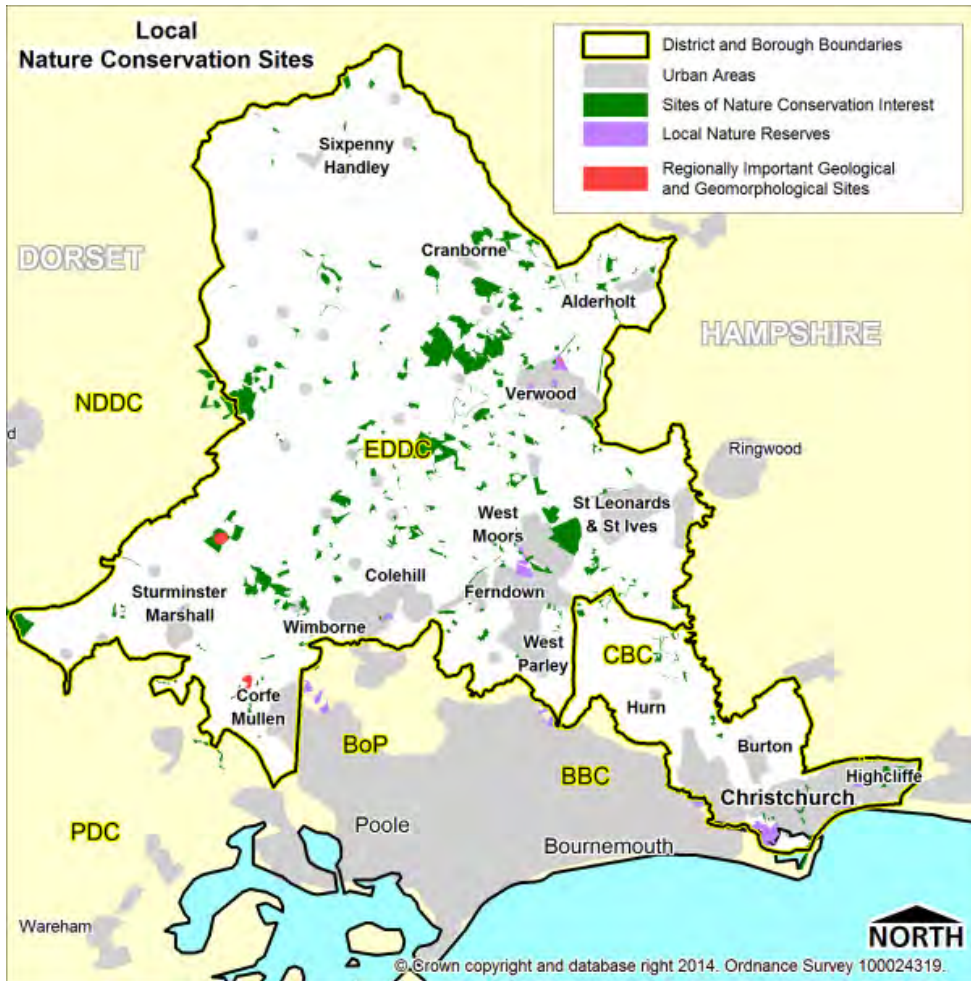 Local
Nature Conservation Sites
District and Borough Boundaries
Urban Areas
Sites of Nature Conservation Interest
Local Nature Reserves
Regionally Important Geological
and Geomorphological Sites
Sixpenny
Handley
DORSET
Cranborne
Alderholt
HAMPSHIRE
NDDC
Verwood
d
EDDC
Ringwood
St Leonards
& St Ives
West
Moors
Colehill
Sturminster
Marshall
Ferndown
Wimborne
West
Parley
CBC
Corfe
Mullen
Hurn
BoP
Burton
BBC
Highcliffe
Christchurch
PDC
Poole
Bournemouth
Wareham
NORTH
© Crown copyright and database right 2014. Ordnance Survey 100024319.